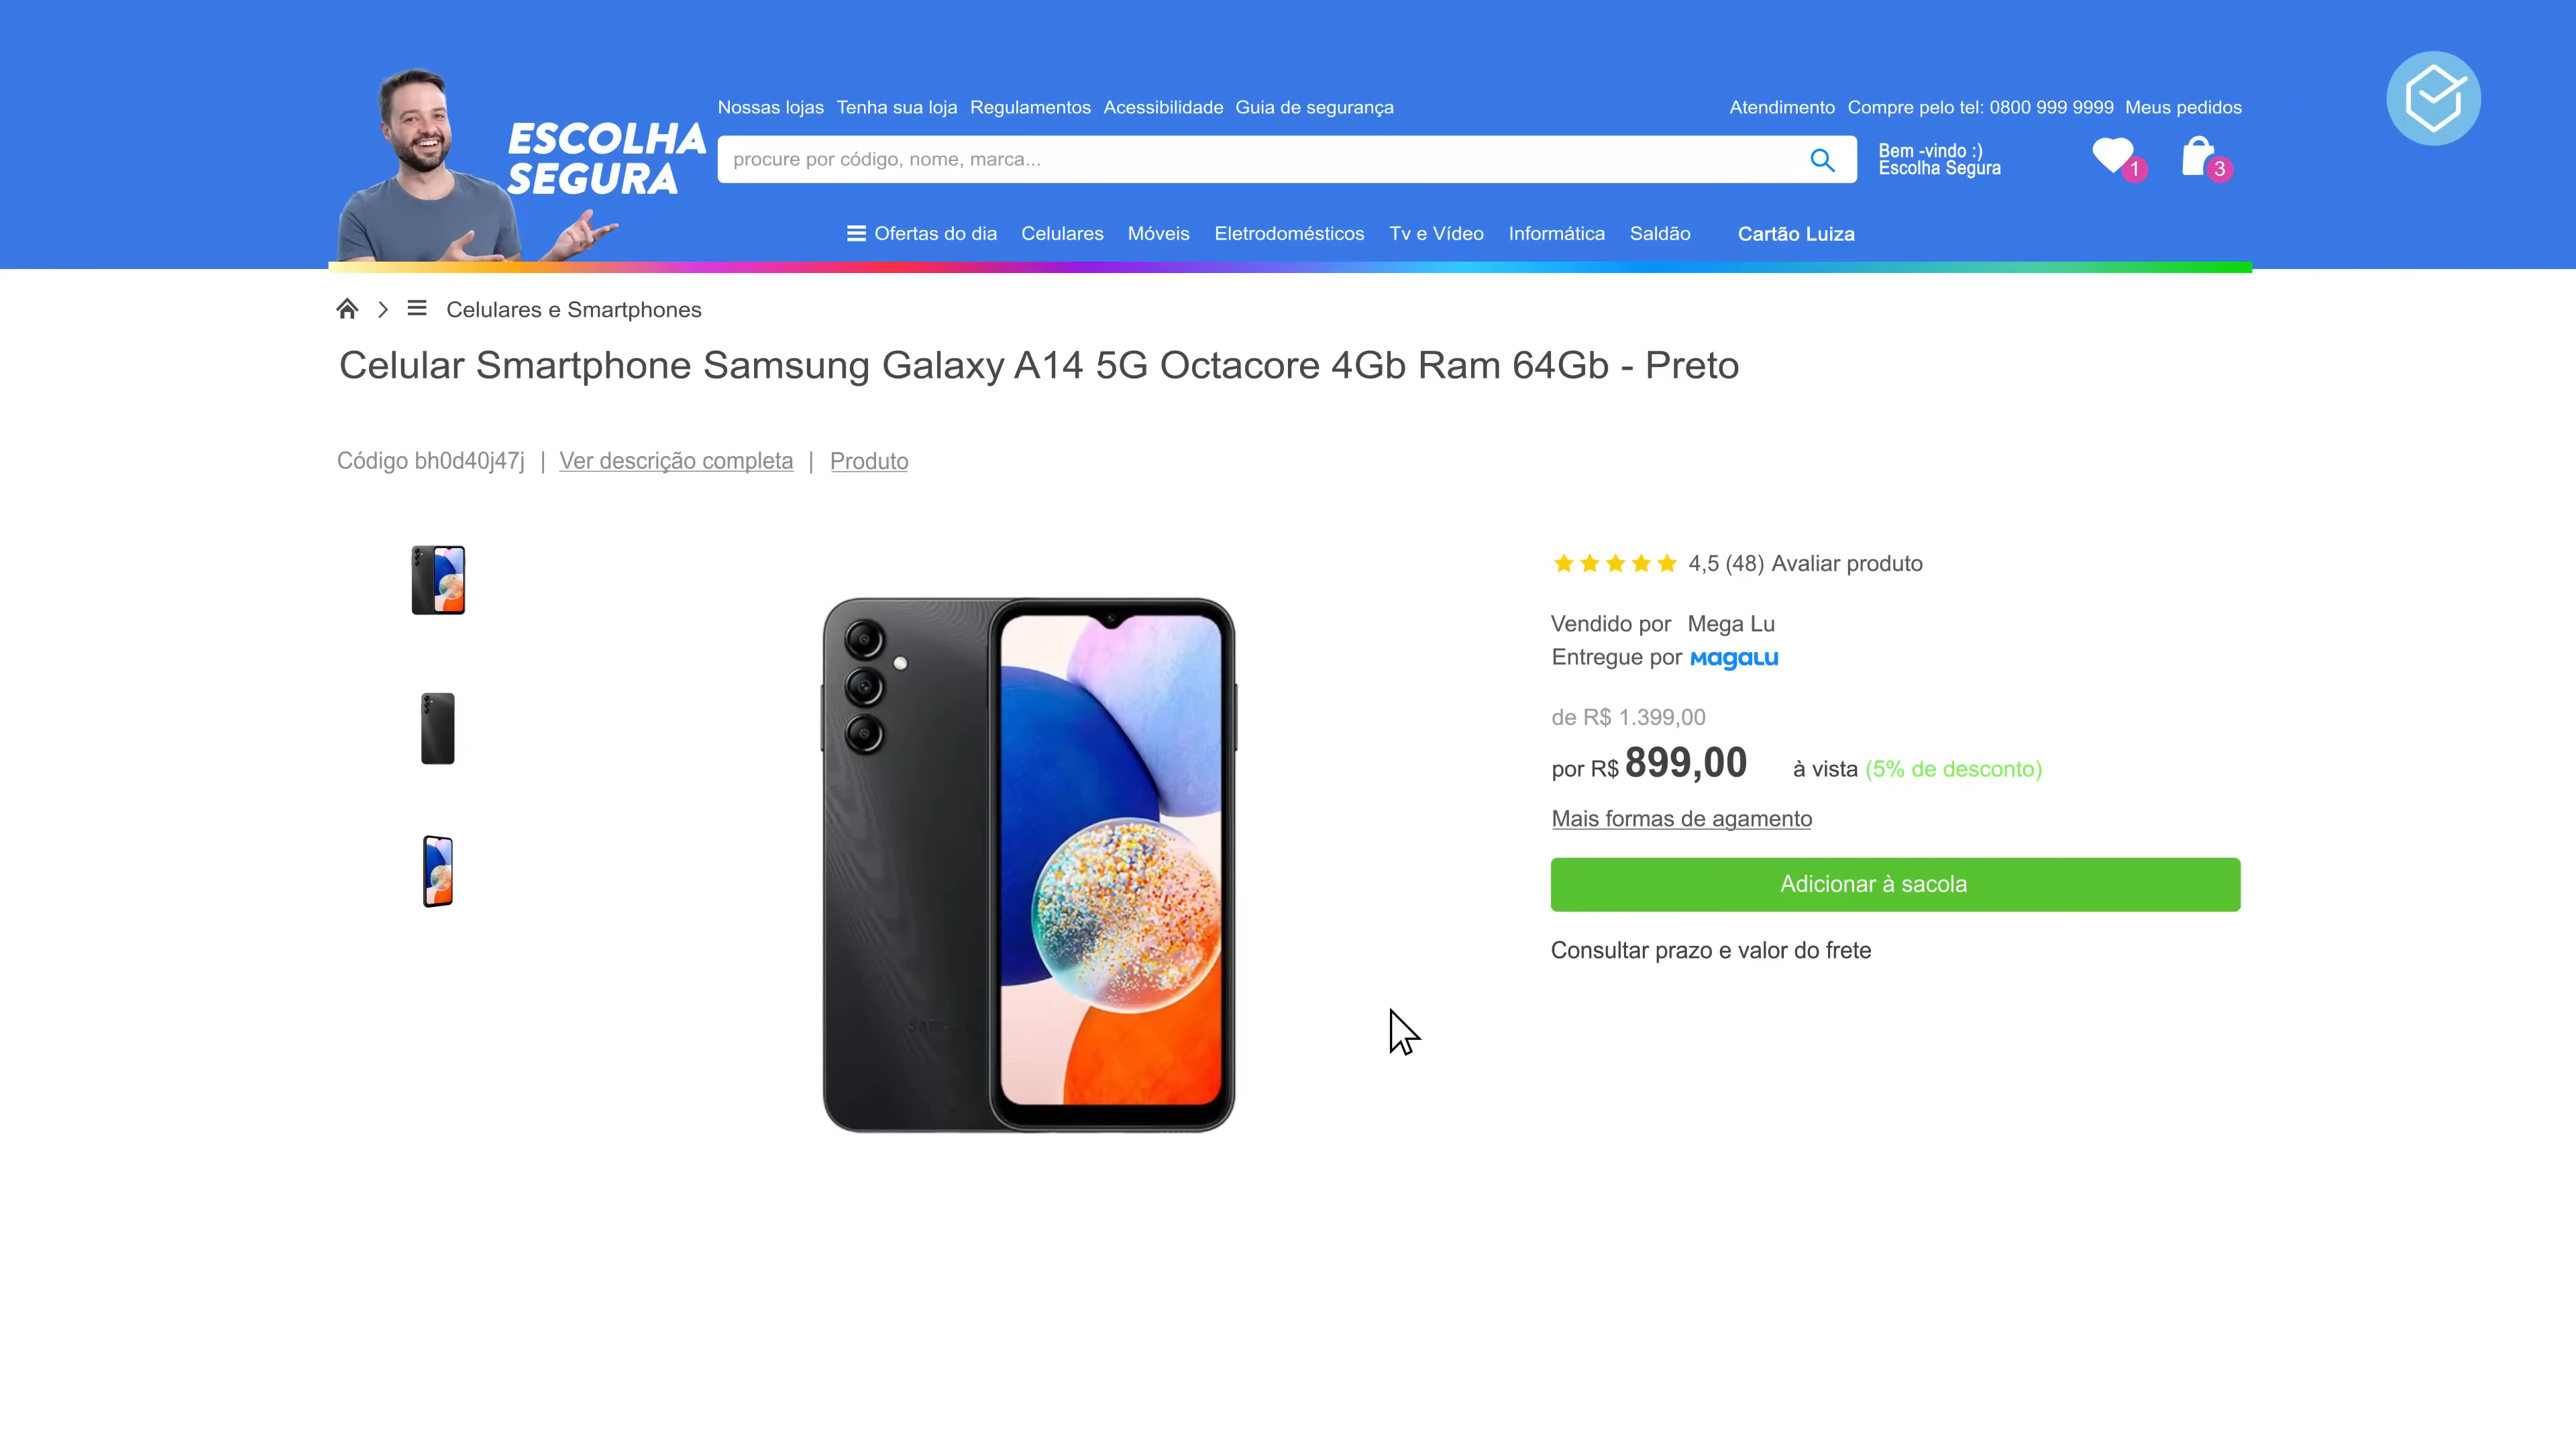 Nossas lojas Tenha sua loja Regulamentos Acessibilidade Guia de segurança
Atendimento Compre pelo tel: 0800 999 9999 Meus pedidos
ESCOLHA
SEGURA
procure por código, nome, marca...
Bem -vindo :)
Escolha Segura
1
3
Ofertas do dia Celulares Móveis Eletrodomésticos Tv e Vídeo Informática Saldão Cartão Luiza
Celulares e Smartphones
Celular Smartphone Samsung Galaxy A14 5G Octacore 4Gb Ram 64Gb - Preto
Código bh0d40j47j | Ver descrição completa | Produto
4,5 (48) Avaliar produto
Vendido por Mega Lu
Entregue por Magalu
de R$ 1.399,00
por R$ 899,00 à vista (5% de desconto)
Mais formas de agamento
Adicionar à sacola
Consultar prazo e valor do frete